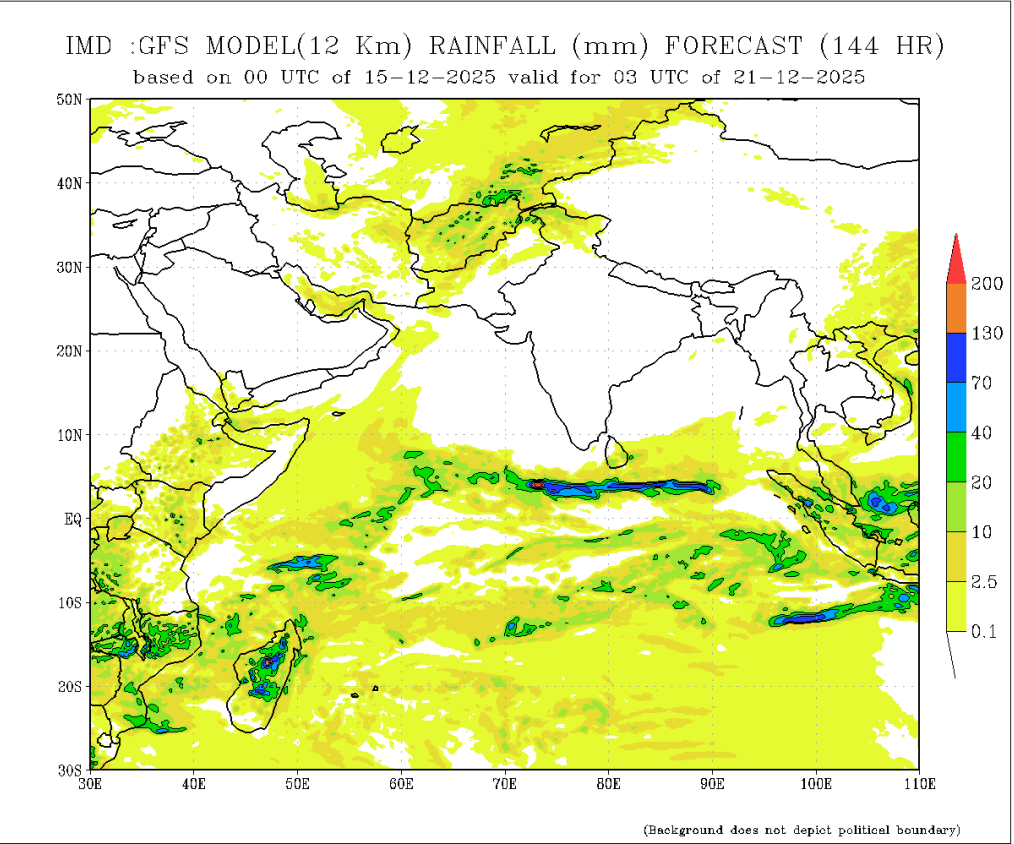 IMD :GFS MODEL(12 Km) RAINFALL (mm) FORECAST (144 HR)
based on 00 UTC of 15-12-2025 valid for 03 UTC of 21-12-2025
50N
40N
30N
20N
10N
EQ
10S
20S
30S
30E 40E 50E 60E 70E 80E 90E 100E 110E
200
130
70
40
20
10
2.5
0.1
(Background does not depict political boundary)